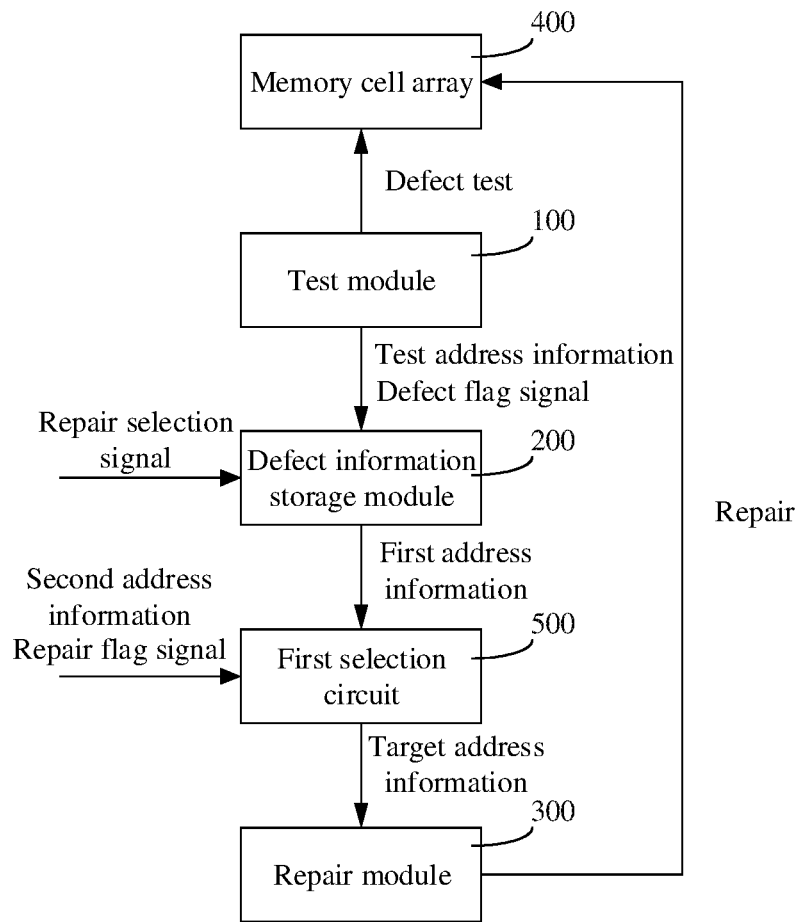 400
Memory cell array
Defect test
100
Test module
Test address information
Defect flag signal
Repair selection
signal
200
Defect information
storage module
Repair
First address
information
Second address
information
Repair flag signal
500
First selection
circuit
Target address
information
300
Repair module